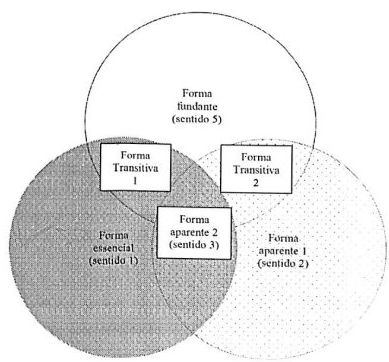 Forma
fundante
(sentido 5)
Forma
Transitiva
1
Forma
Transitiva
2
Forma
essencial
(sentido 1)
Forma
aparente 2
(sentido 3)
Forma
aparente 1
(sentido 2)